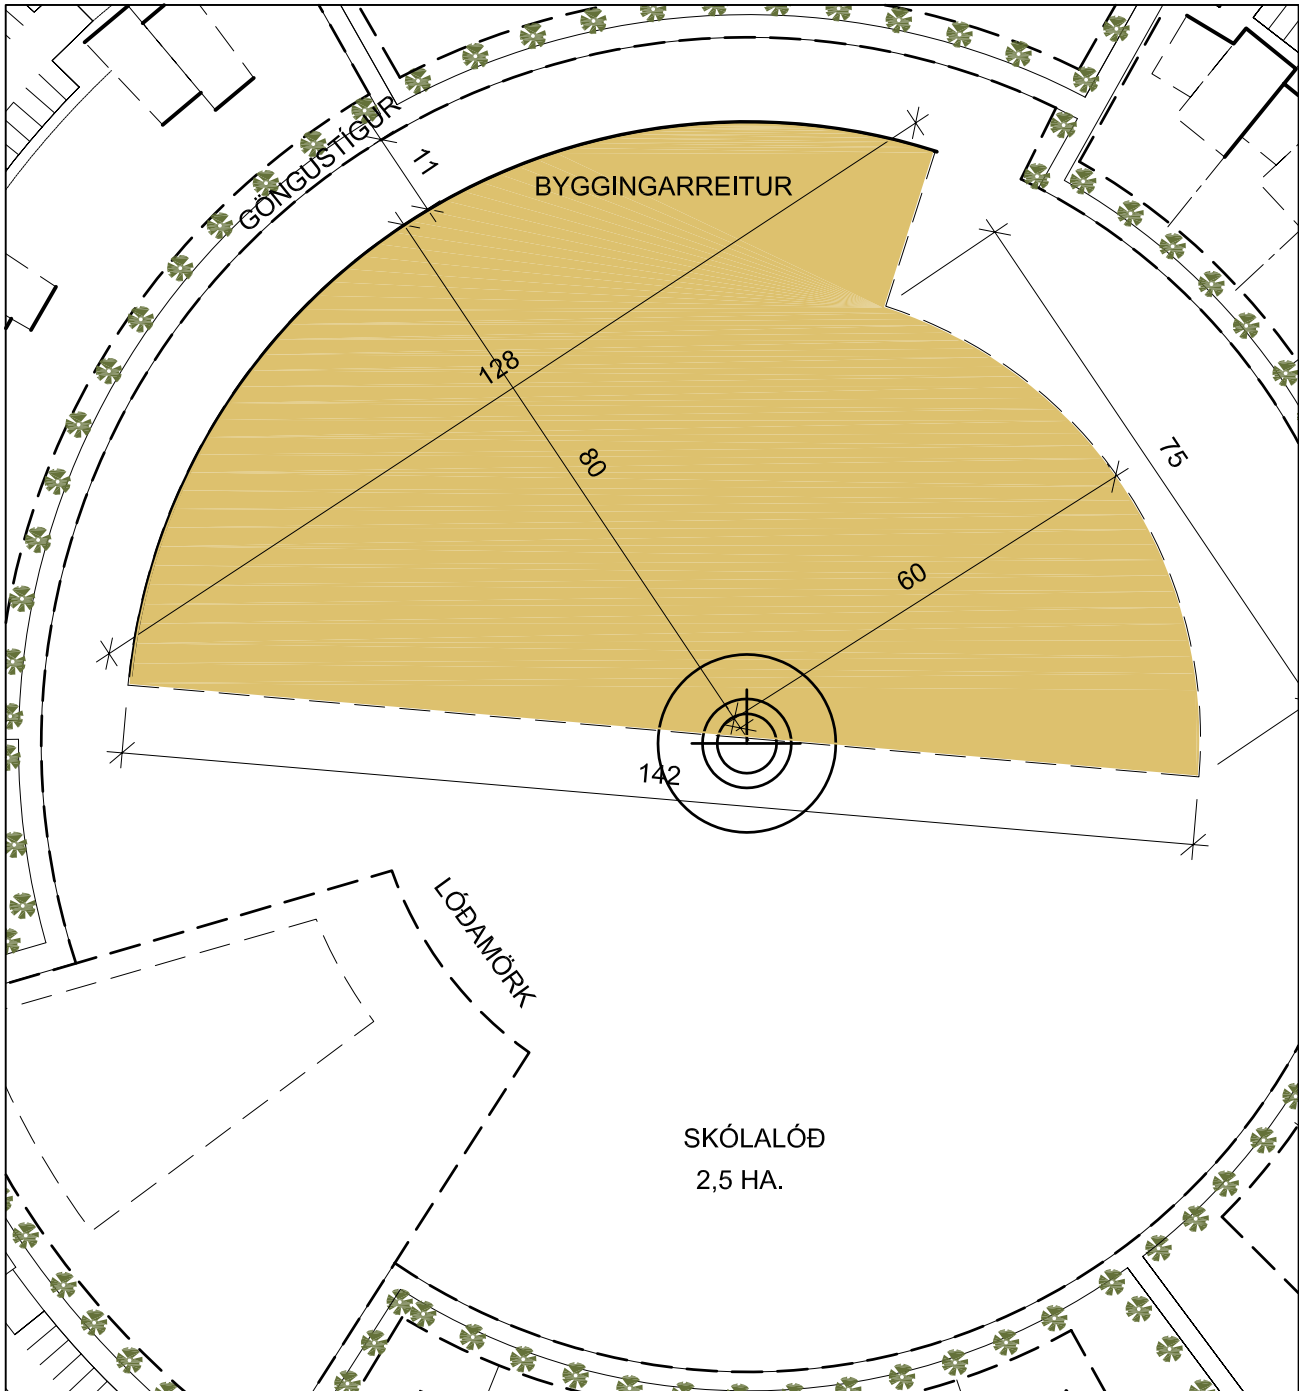 GÖNGUSTÍGUR
11
BYGGINGARREITUR
128
80
75
60
142
LÓÐAMÖRK
SKÓLALÓÐ
2,5 HA.